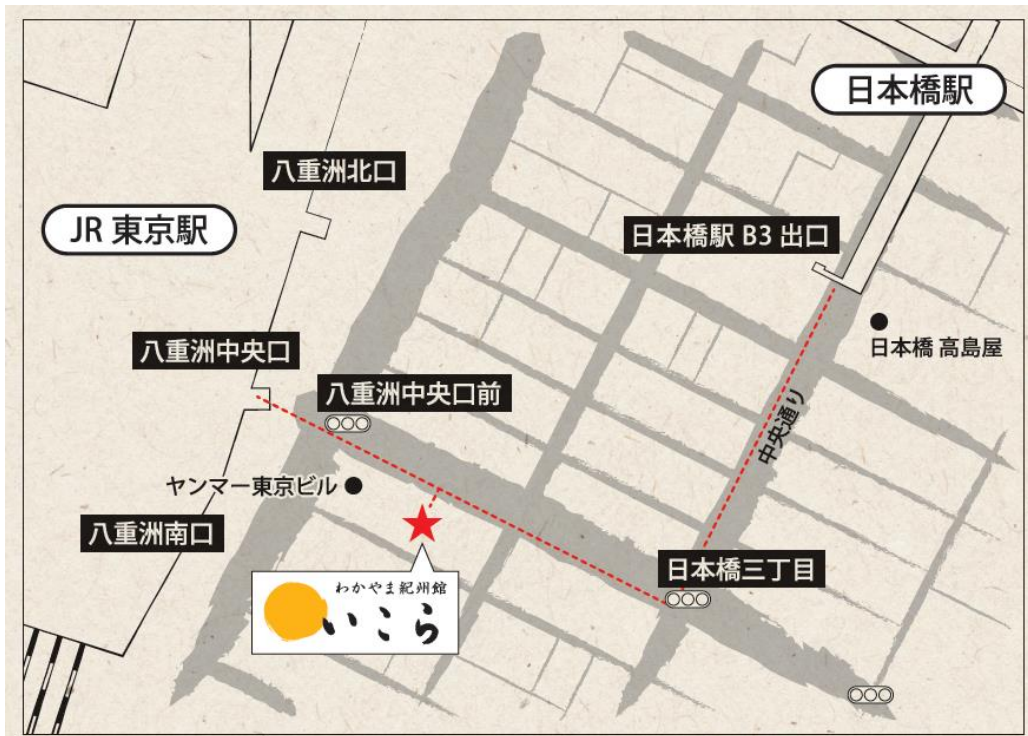 日本橋駅
八重洲北口
JR 東京駅
日本橋駅 B3 出口
八重洲中央口
日本橋 高島屋
八重洲中央口前
中央通り
ヤンマー東京ビル
八重洲南口
日本橋三丁目
わかやま紀州館
いこら